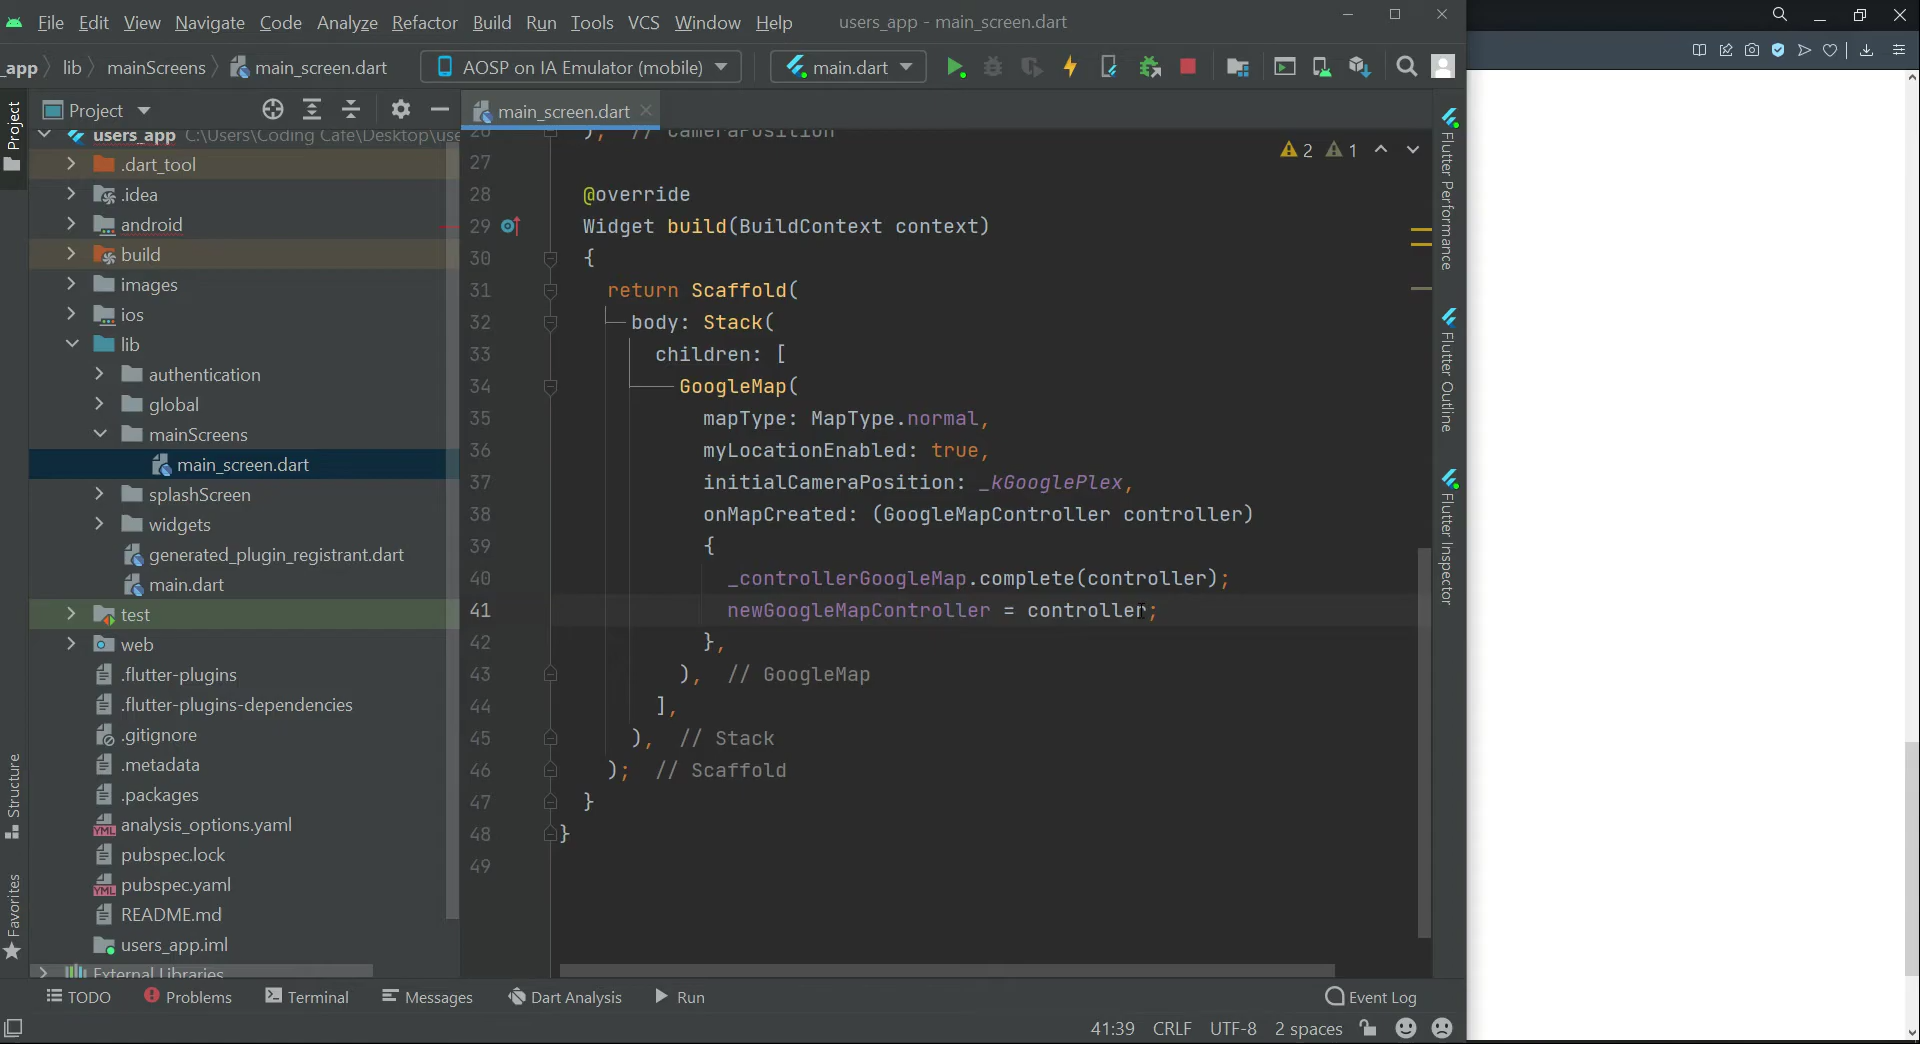 File Edit View Navigate Code Analyze Refactor Build Run Tools VCS Window Help users_app - main_screen.dart
_app lib mainScreens main_screen.dart AOSP on IA Emulator (mobile) main.dart
Project main_screen.dart
users_app C:\Users\Coding Cafe\Desktop\use
.dart_tool
.idea
android
build
images
ios
lib
authentication
global
mainScreens
main_screen.dart
splashScreen
widgets
generated_plugin_registrant.dart
main.dart
test
web
.flutter-plugins
.flutter-plugins-dependencies
.gitignore
.metadata
.packages
analysis_options.yaml
pubspec.lock
pubspec.yaml
README.md
users_app.iml
External Libraries
Project
Structure
Favorites
26 ); // CameraPosition
27
28 @override
29 Widget build(BuildContext context)
30 {
31 return Scaffold(
32 body: Stack(
33 children: [
34 GoogleMap(
35 mapType: MapType.normal,
36 myLocationEnabled: true,
37 initialCameraPosition: _kGooglePlex,
38 onMapCreated: (GoogleMapController controller)
39 {
40 _controllerGoogleMap.complete(controller);
41 newGoogleMapController = controller;
42 },
43 ), // GoogleMap
44 ],
45 ), // Stack
46 ); // Scaffold
47 }
48 }
49
2 1
Flutter Performance
Flutter Outline
Flutter Inspector
TODO Problems Terminal Messages Dart Analysis Run Event Log
41:39 CRLF UTF-8 2 spaces